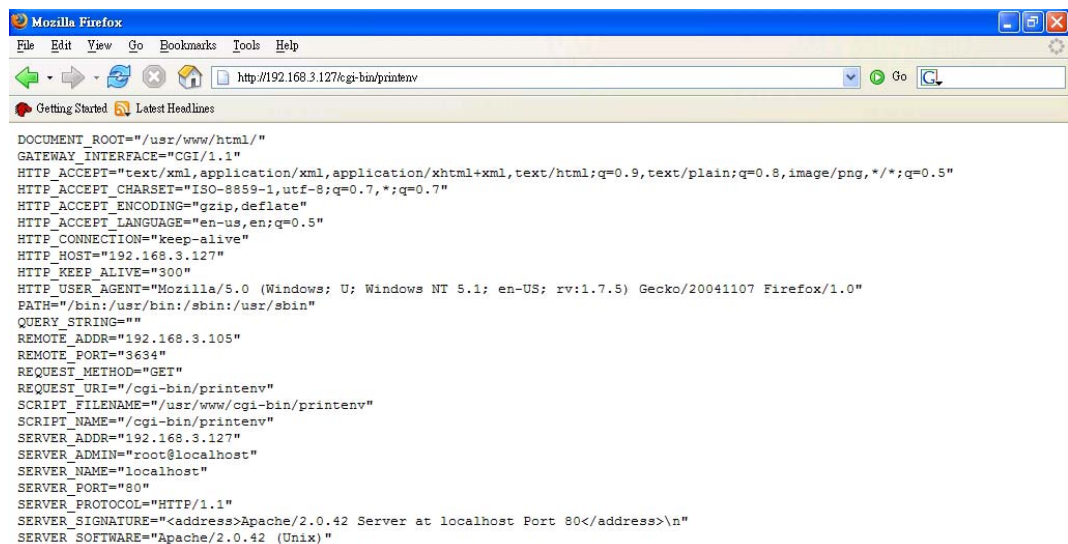 Mozilla Firefox
File Edit View Go Bookmarks Tools Help
http://192.168.3.127/cgi-bin/printenv Go G
Getting Started Latest Headlines
DOCUMENT_ROOT="/usr/www/html/"
GATEWAY_INTERFACE="CGI/1.1"
HTTP_ACCEPT="text/xml,application/xml,application/xhtml+xml,text/html;q=0.9,text/plain;q=0.8,image/png,*/*;q=0.5"
HTTP_ACCEPT_CHARSET="ISO-8859-1,utf-8;q=0.7,*;q=0.7"
HTTP_ACCEPT_ENCODING="gzip,deflate"
HTTP_ACCEPT_LANGUAGE="en-us,en;q=0.5"
HTTP_CONNECTION="keep-alive"
HTTP_HOST="192.168.3.127"
HTTP_KEEP_ALIVE="300"
HTTP_USER_AGENT="Mozilla/5.0 (Windows; U; Windows NT 5.1; en-US; rv:1.7.5) Gecko/20041107 Firefox/1.0"
PATH="/bin:/usr/bin:/sbin:/usr/sbin"
QUERY_STRING=""
REMOTE_ADDR="192.168.3.105"
REMOTE_PORT="3634"
REQUEST_METHOD="GET"
REQUEST_URI="/cgi-bin/printenv"
SCRIPT_FILENAME="/usr/www/cgi-bin/printenv"
SCRIPT_NAME="/cgi-bin/printenv"
SERVER_ADDR="192.168.3.127"
SERVER_ADMIN="root@localhost"
SERVER_NAME="localhost"
SERVER_PORT="80"
SERVER_PROTOCOL="HTTP/1.1"
SERVER_SIGNATURE="<address>Apache/2.0.42 Server at localhost Port 80</address>\n"
SERVER_SOFTWARE="Apache/2.0.42 (Unix)"